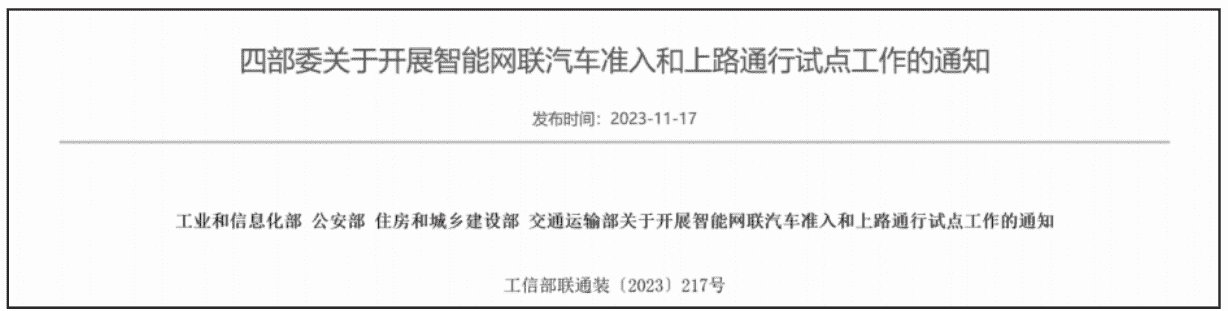 四部委关于开展智能网联汽车准入和上路通行试点工作的通知
发布时间：2023-11-17
工业和信息化部 公安部 住房和城乡建设部 交通运输部关于开展智能网联汽车准入和上路通行试点工作的通知
工信部联通装〔2023〕217号